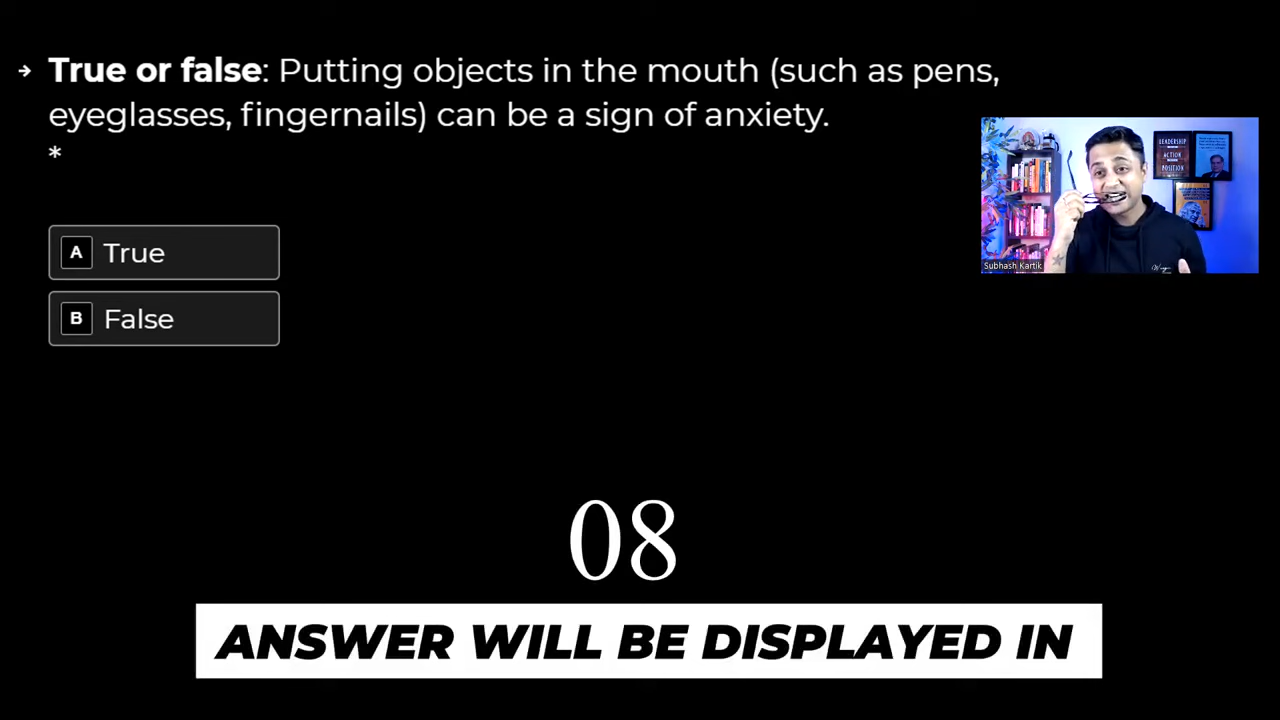 → True or false: Putting objects in the mouth (such as pens,
eyeglasses, fingernails) can be a sign of anxiety.
*
A True
B False
LEADERSHIP
ACTION
POSITION
Subhash Kartik
08
ANSWER WILL BE DISPLAYED IN